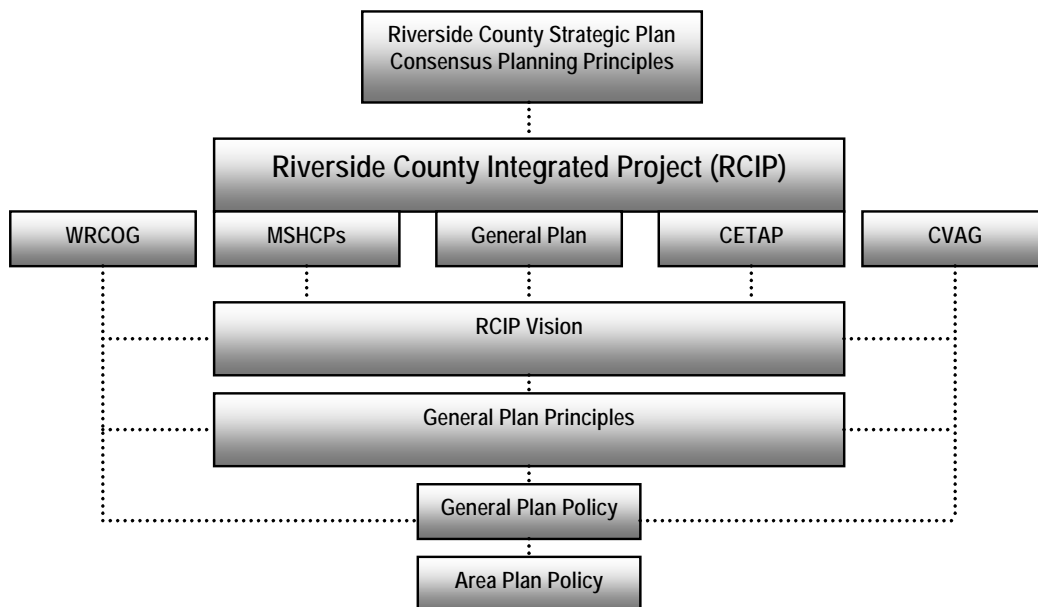 Riverside County Strategic Plan
Consensus Planning Principles
Riverside County Integrated Project (RCIP)
WRCOG
MSHCPs
General Plan
CETAP
CVAG
RCIP Vision
General Plan Principles
General Plan Policy
Area Plan Policy